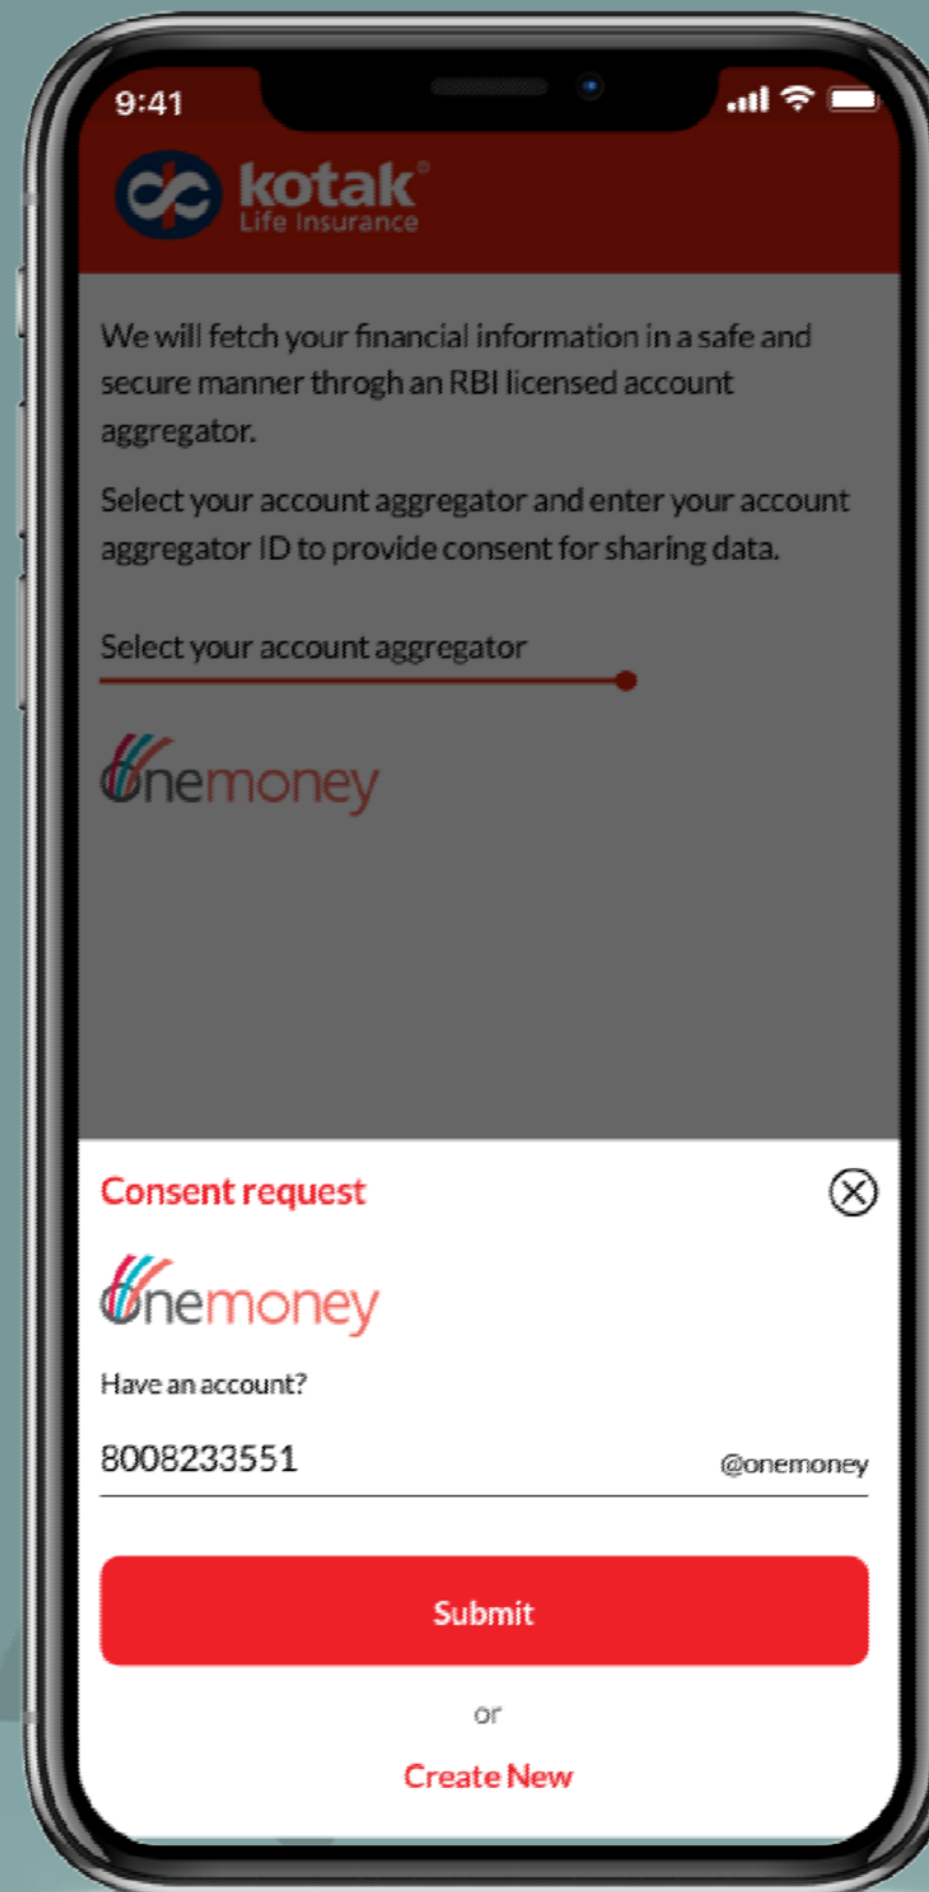 9:41
kotak
Life Insurance
We will fetch your financial information in a safe and
secure manner throgh an RBI licensed account
aggregator.
Select your account aggregator and enter your account
aggregator ID to provide consent for sharing data.
Select your account aggregator
onemoney
Consent request
onemoney
Have an account?
8008233551 @onemoney
Submit
or
Create New